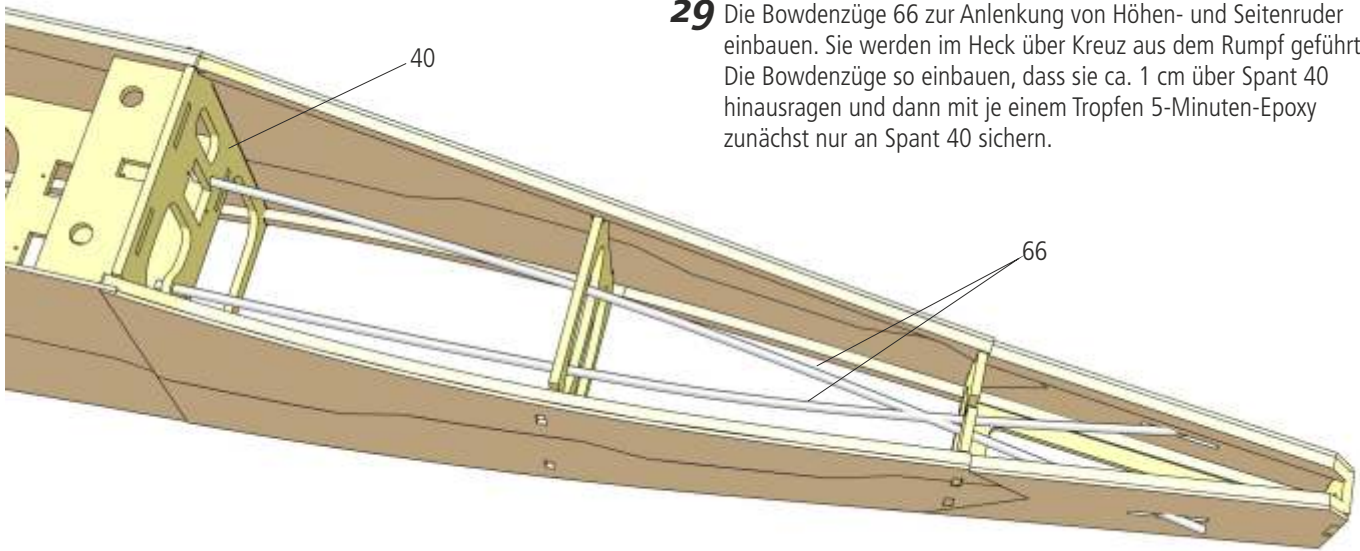 29 Die Bowdenzüge 66 zur Anlenkung von Höhen- und Seitenruder
einbauen. Sie werden im Heck über Kreuz aus dem Rumpf geführt
Die Bowdenzüge so einbauen, dass sie ca. 1 cm über Spant 40
hinausragen und dann mit je einem Tropfen 5-Minuten-Epoxy
zunächst nur an Spant 40 sichern.
40
66